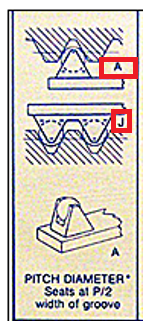 A
J
A
PITCH DIAMETER*
Seats at P/2
width of groove